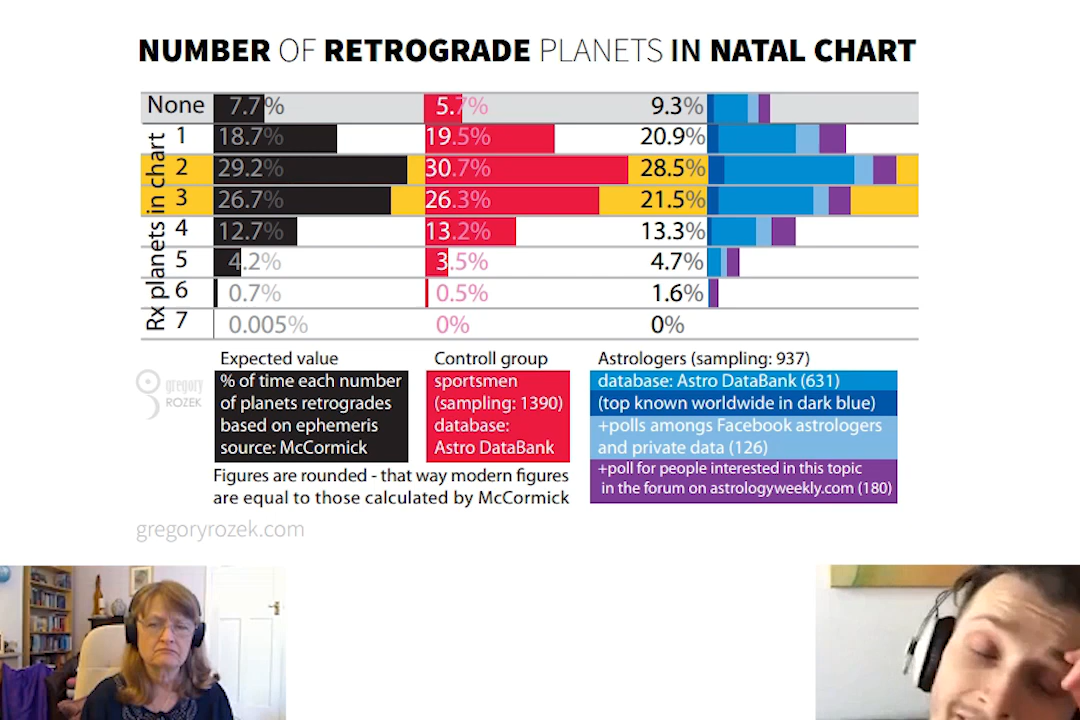 NUMBER OF RETROGRADE PLANETS IN NATAL CHART
None 7.7% 5.7% 9.3%
1 18.7% 19.5% 20.9%
2 29.2% 30.7% 28.5%
3 26.7% 26.3% 21.5%
4 12.7% 13.2% 13.3%
5 4.2% 3.5% 4.7%
6 0.7% 0.5% 1.6%
7 0.005% 0% 0%
Rx planets in chart
Expected value
% of time each number
of planets retrogrades
based on ephemeris
source: McCormick
Controll group
sportsmen
(sampling: 1390)
database:
Astro DataBank
Astrologers (sampling: 937)
database: Astro DataBank (631)
(top known worldwide in dark blue)
+polls amongs Facebook astrologers
and private data (126)
+poll for people interested in this topic
in the forum on astrologyweekly.com (180)
gregory
ROZEK
Figures are rounded - that way modern figures
are equal to those calculated by McCormick
gregoryrozek.com